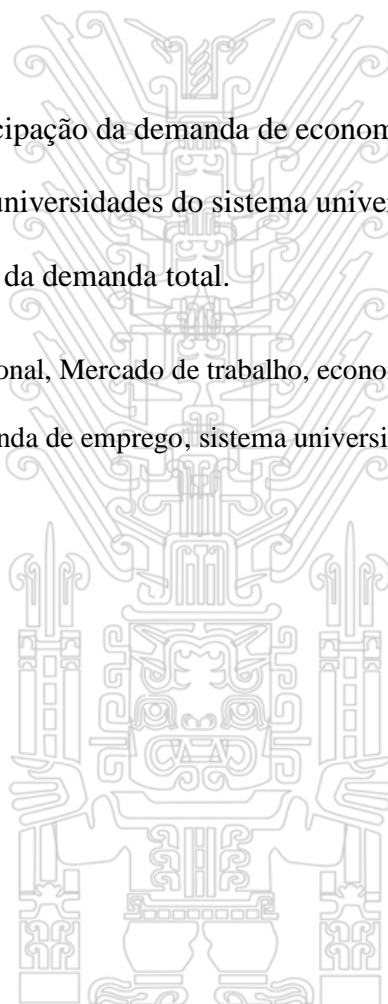 cipação da demanda de econom
universidades do sistema univer
da demanda total.
onal, Mercado de trabalho, econo
nda de emprego, sistema universi